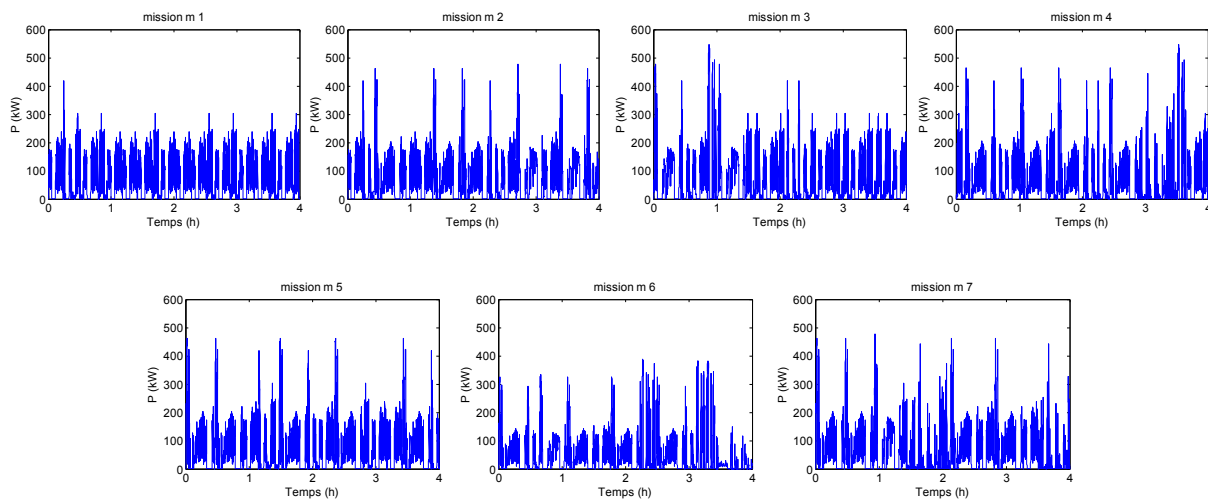 mission m 1
mission m 2
mission m 3
mission m 4
P (kW)
600
500
400
300
200
100
0
0 1 2 3 4
Temps (h)
P (kW)
600
500
400
300
200
100
0
0 1 2 3 4
Temps (h)
P (kW)
600
500
400
300
200
100
0
0 1 2 3 4
Temps (h)
P (kW)
600
500
400
300
200
100
0
0 1 2 3 4
Temps (h)
mission m 5
mission m 6
mission m 7
P (kW)
600
500
400
300
200
100
0
0 1 2 3 4
Temps (h)
P (kW)
600
500
400
300
200
100
0
0 1 2 3 4
Temps (h)
P (kW)
600
500
400
300
200
100
0
0 1 2 3 4
Temps (h)